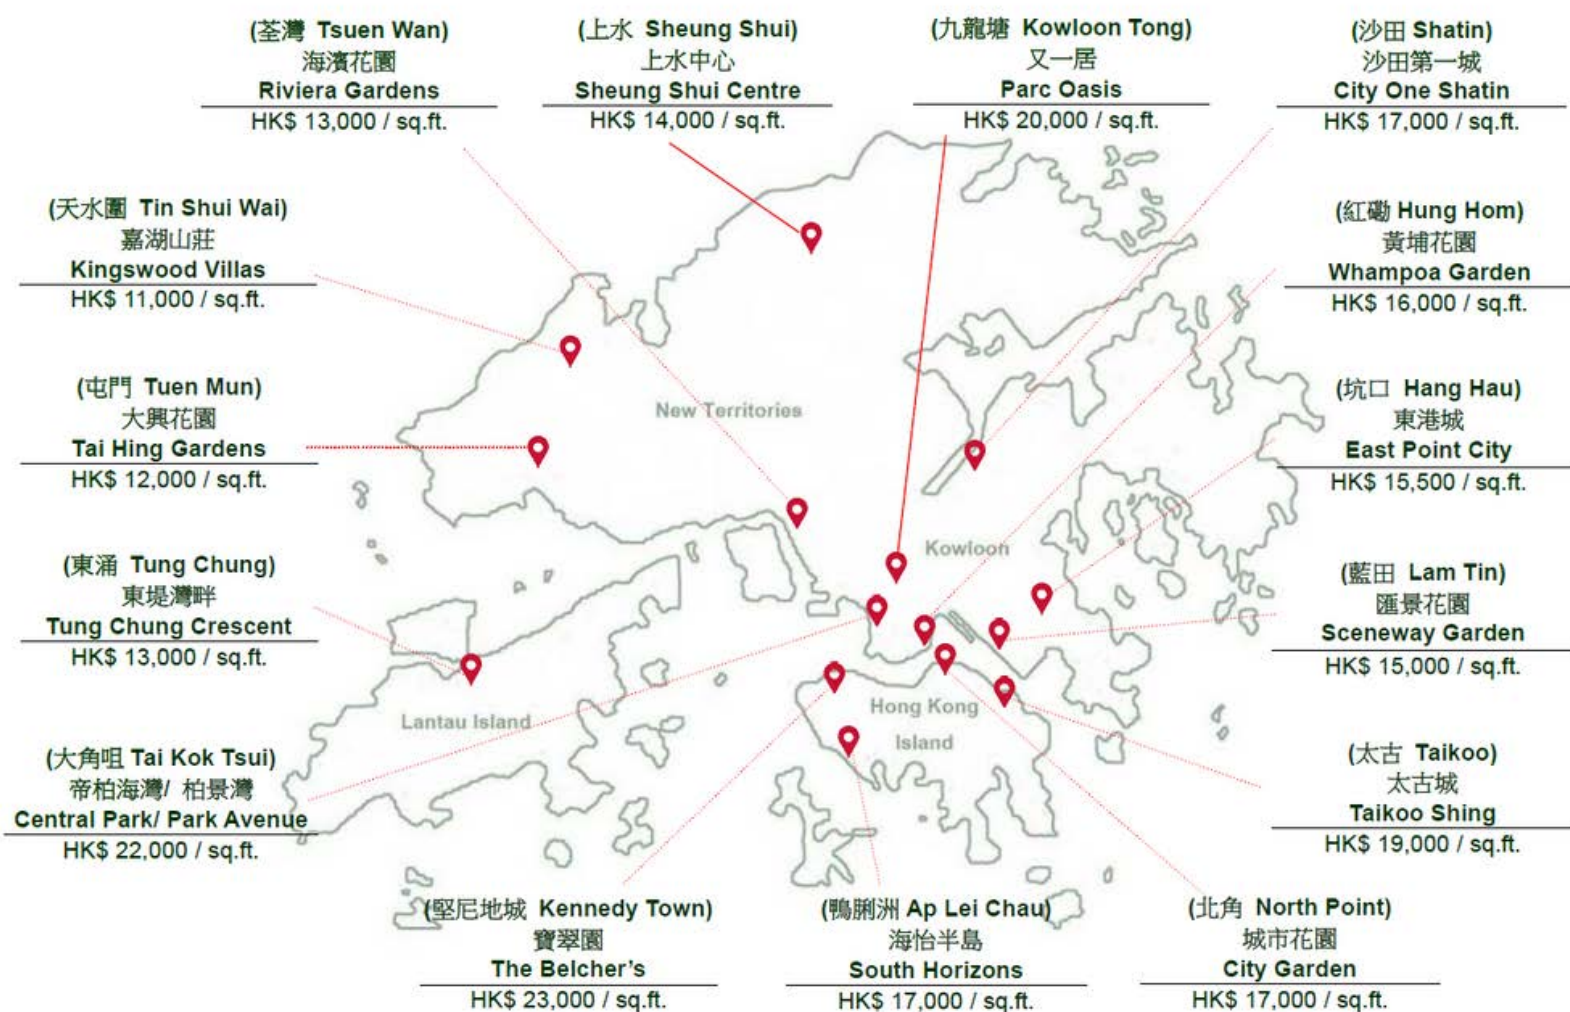 (荃灣 Tsuen Wan)
海濱花園
Riviera Gardens
HK$ 13,000 / sq.ft.
(上水 Sheung Shui)
上水中心
Sheung Shui Centre
HK$ 14,000 / sq.ft.
(九龍塘 Kowloon Tong)
又一居
Parc Oasis
HK$ 20,000 / sq.ft.
(沙田 Shatin)
沙田第一城
City One Shatin
HK$ 17,000 / sq.ft.
(天水圍 Tin Shui Wai)
嘉湖山莊
Kingswood Villas
HK$ 11,000 / sq.ft.
(紅磡 Hung Hom)
黃埔花園
Whampoa Garden
HK$ 16,000 / sq.ft.
(屯門 Tuen Mun)
大興花園
Tai Hing Gardens
HK$ 12,000 / sq.ft.
New Territories
(坑口 Hang Hau)
東港城
East Point City
HK$ 15,500 / sq.ft.
(東涌 Tung Chung)
東堤灣畔
Tung Chung Crescent
HK$ 13,000 / sq.ft.
Kowloon
(藍田 Lam Tin)
匯景花園
Sceneway Garden
HK$ 15,000 / sq.ft.
Lantau Island
Hong Kong
Island
(大角咀 Tai Kok Tsui)
帝柏海灣/ 柏景灣
Central Park/ Park Avenue
HK$ 22,000 / sq.ft.
(太古 Taikoo)
太古城
Taikoo Shing
HK$ 19,000 / sq.ft.
(堅尼地城 Kennedy Town)
寶翠園
The Belcher's
HK$ 23,000 / sq.ft.
(鴨脷洲 Ap Lei Chau)
海怡半島
South Horizons
HK$ 17,000 / sq.ft.
(北角 North Point)
城市花園
City Garden
HK$ 17,000 / sq.ft.